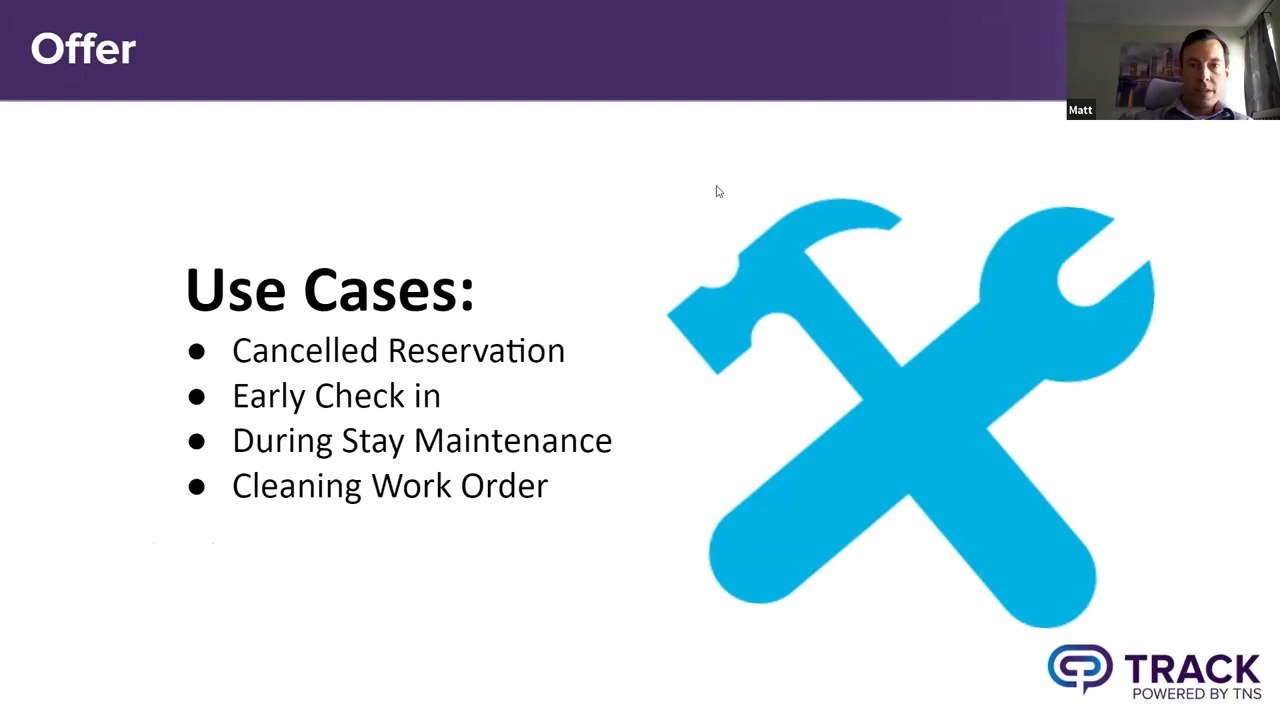 Offer
Matt
Use Cases:
● Cancelled Reservation
● Early Check in
● During Stay Maintenance
● Cleaning Work Order
TRACK
POWERED BY TNS